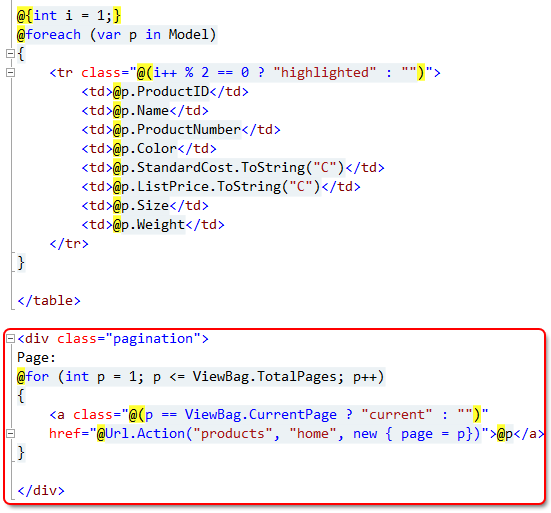 @{int i = 1;}
@foreach (var p in Model)
{
<tr class="@(i++ % 2 == 0 ? "highlighted" : "")">
<td>@p.ProductID</td>
<td>@p.Name</td>
<td>@p.ProductNumber</td>
<td>@p.Color</td>
<td>@p.StandardCost.ToString("C")</td>
<td>@p.ListPrice.ToString("C")</td>
<td>@p.Size</td>
<td>@p.Weight</td>
</tr>
}
</table>
<div class="pagination">
Page:
@for (int p = 1; p <= ViewBag.TotalPages; p++)
{
<a class="@(p == ViewBag.CurrentPage ? "current" : "")"
href="@Url.Action("products", "home", new { page = p})">@p</a>
}
</div>